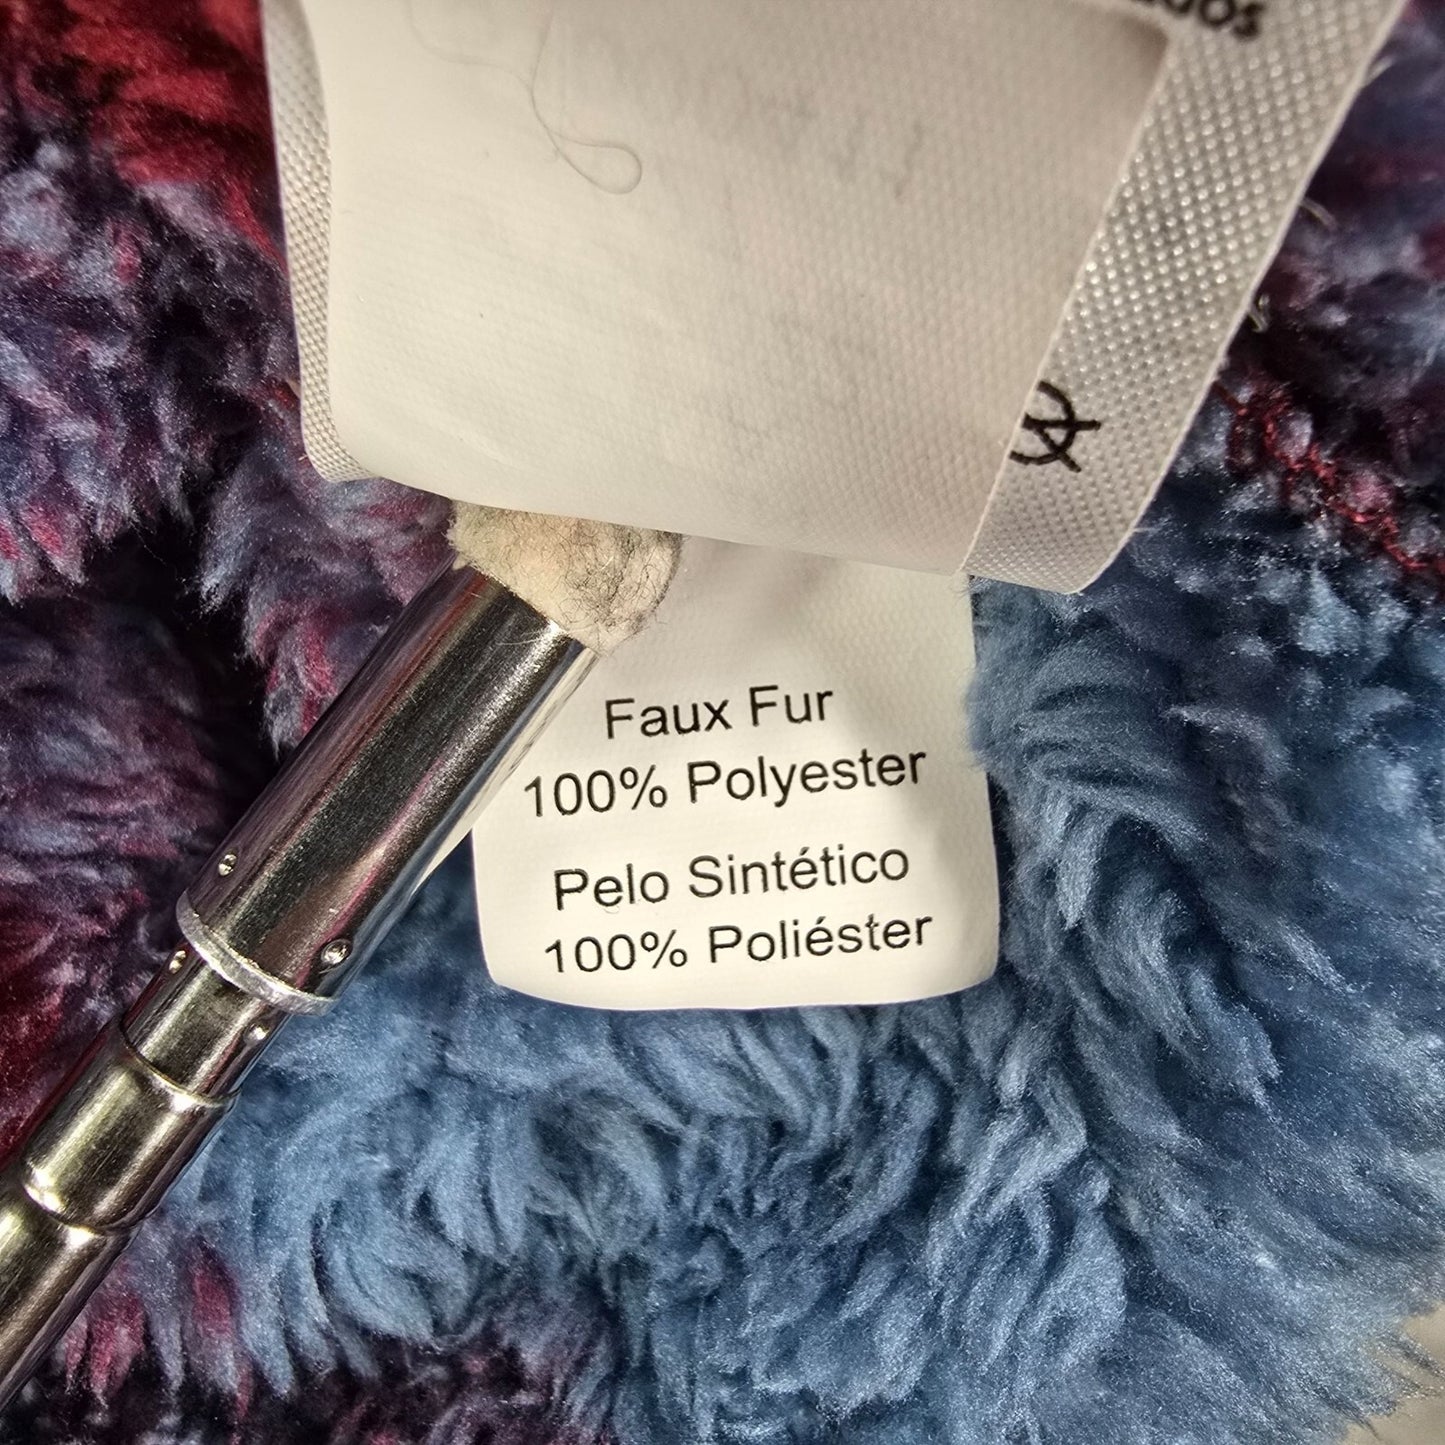 Faux Fur
100% Polyester
Pelo Sintético
100% Poliéster